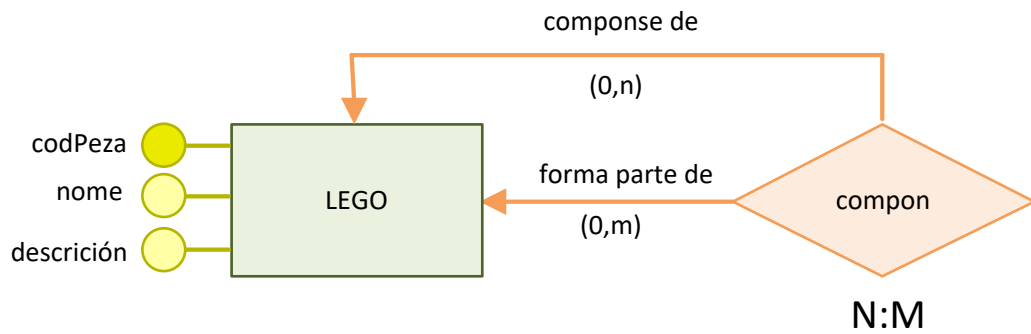 componse de
(0,n)
codPeza
nome
descrición
LEGO
forma parte de
(0,m)
compon
N:M